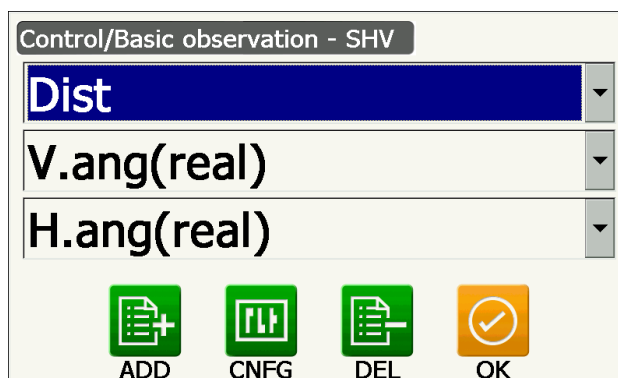 Control/Basic observation - SHV
Dist
V.ang(real)
H.ang(real)
ADD CNFG DEL OK